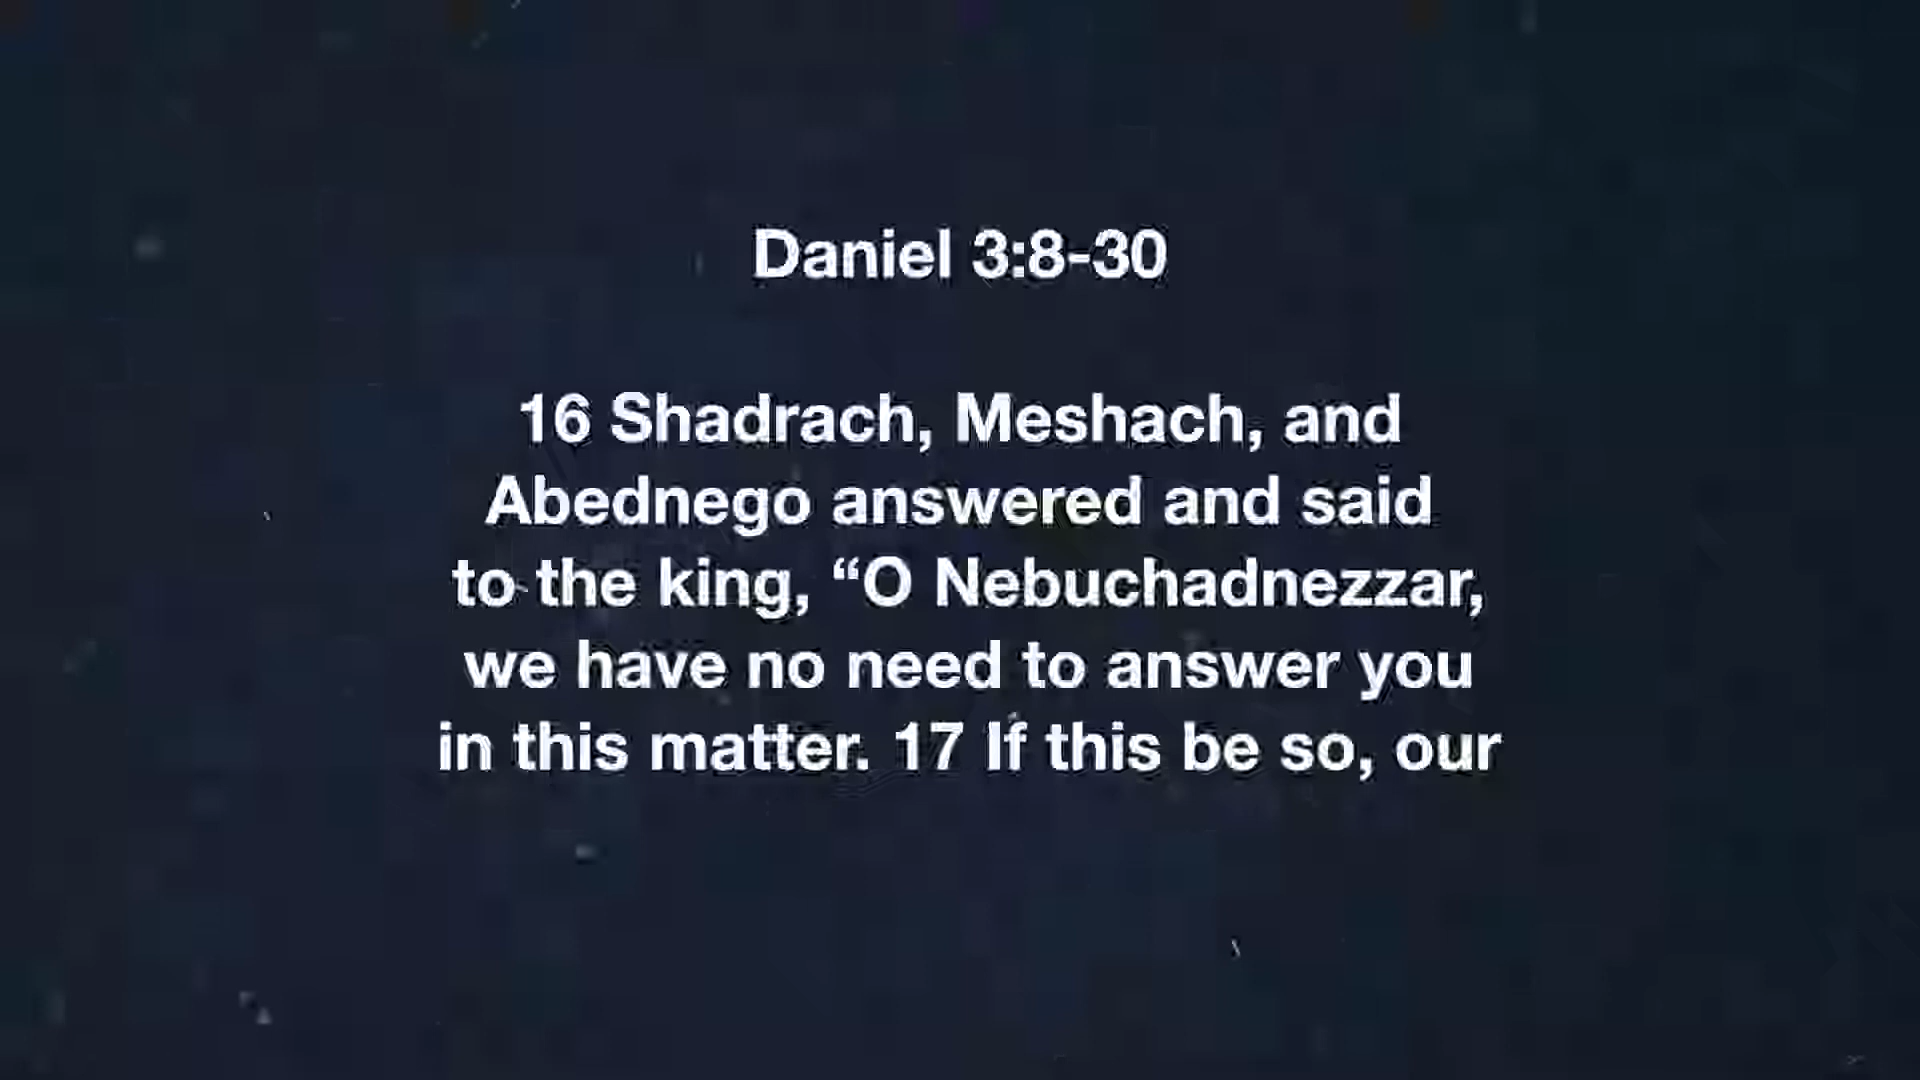 Daniel 3:8-30
16 Shadrach, Meshach, and
Abednego answered and said
to the king, “O Nebuchadnezzar,
we have no need to answer you
in this matter. 17 If this be so, our